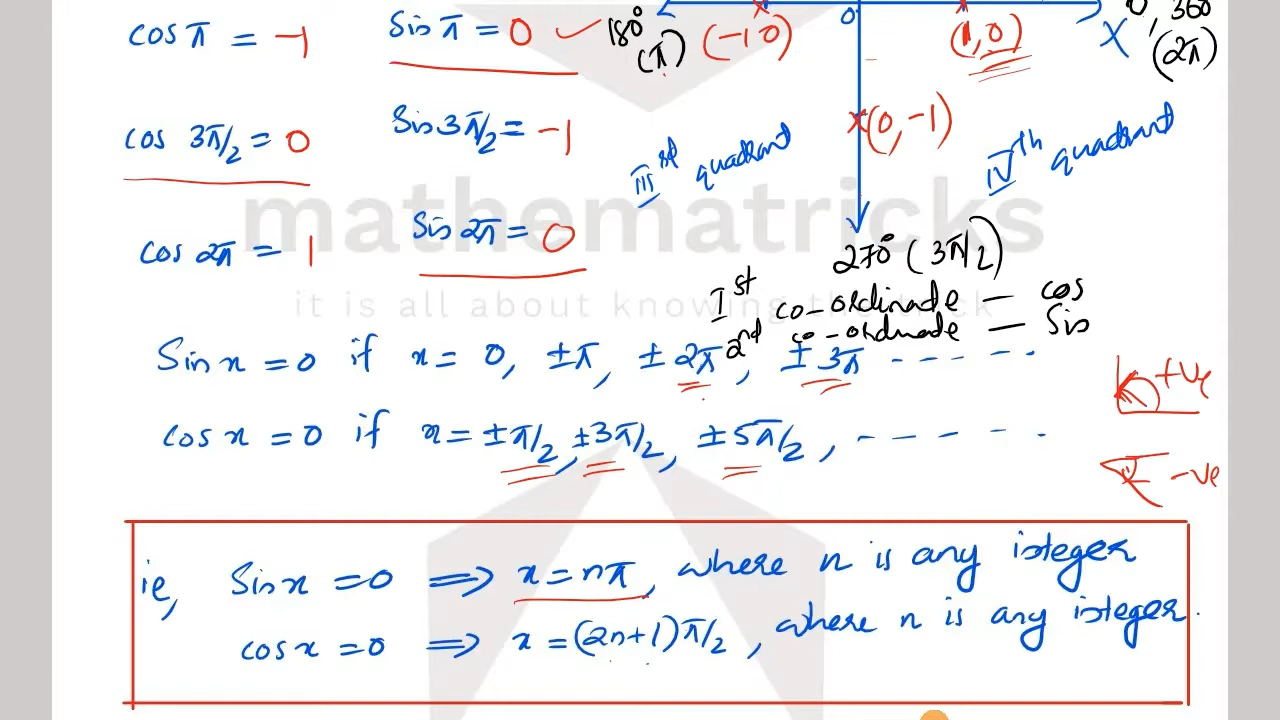 cos π = -1 Sin π = 0 180° (π) (-1 0) 0 (1,0) X 0°, 360° (2π)
cos 3π/2 = 0 Sin 3π/2 = -1 (0, -1)
IIIst quadrant IVth quadrant
mathematricks
cos 2π = 1 Sin 2π = 0
270° (3π/2)
it is all about knowing the trick
Ist co-ordinade — cos
2nd co-ordinade — Sin
Sin x = 0 if x = 0, ±π, ±2π, ±3π ------
cos x = 0 if x = ±π/2, ±3π/2, ±5π/2, ------
+ve
-ve
ie, Sin x = 0 ⟹ x = nπ, where n is any integer
cos x = 0 ⟹ x = (2n+1)π/2, where n is any integer.